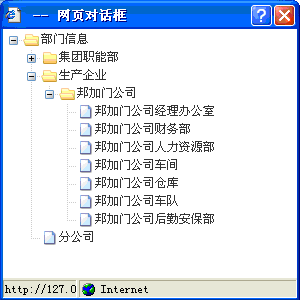 -- 网页对话框
部门信息
集团职能部
生产企业
邦加门公司
邦加门公司经理办公室
邦加门公司财务部
邦加门公司人力资源部
邦加门公司车间
邦加门公司仓库
邦加门公司车队
邦加门公司后勤安保部
分公司
http://127.0 Internet